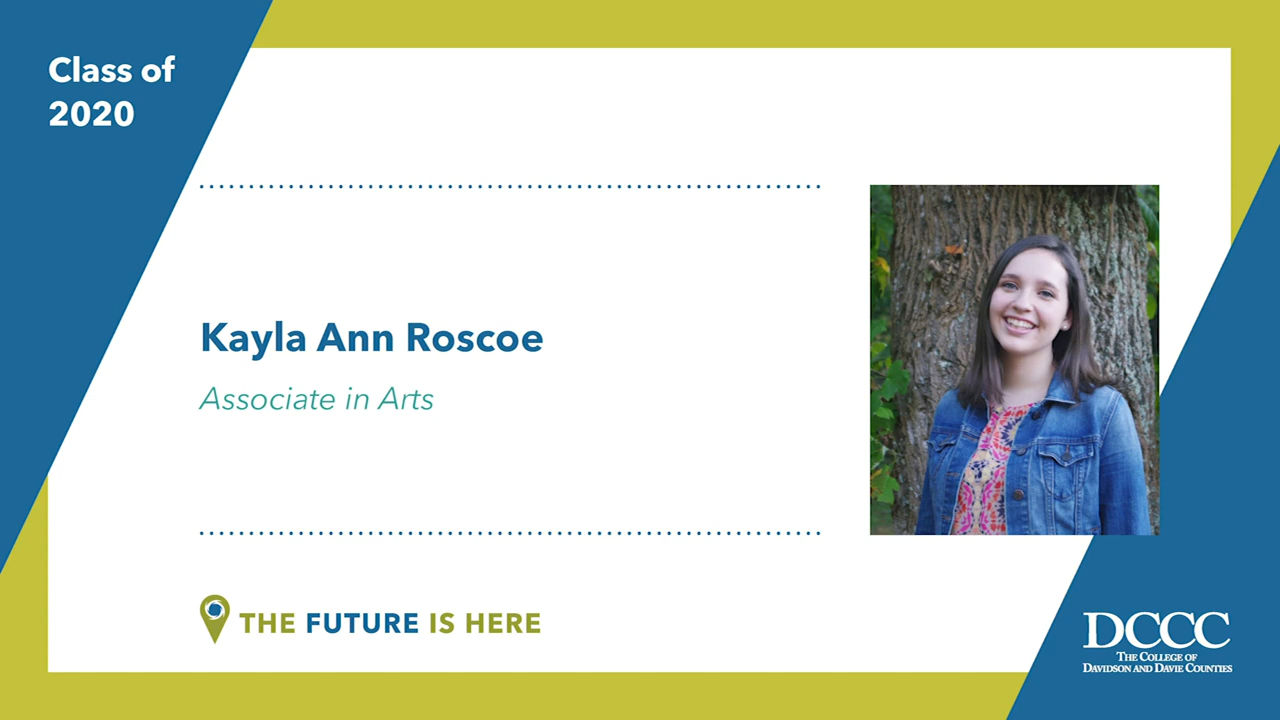 Class of
2020
Kayla Ann Roscoe
Associate in Arts
THE FUTURE IS HERE
DCCC
THE COLLEGE OF
DAVIDSON AND DAVIE COUNTIES